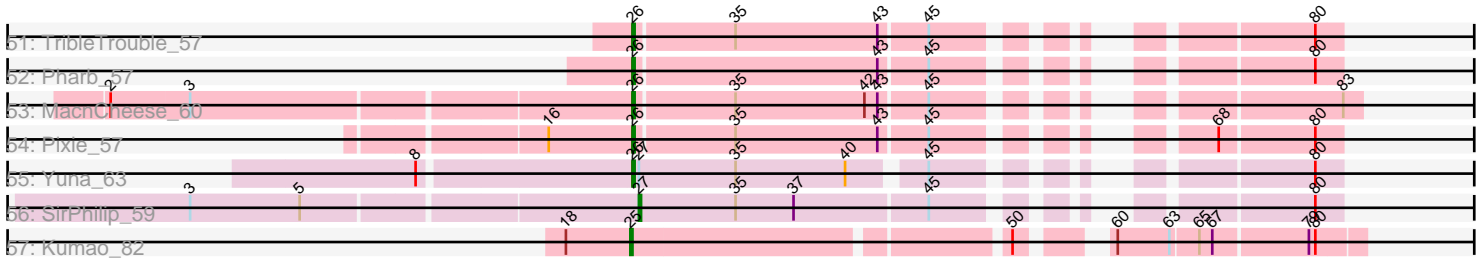 26 35 43 45 80
51: TribleTrouble_57
26 43 45 80
52: Pharb_57
2 3 26 35 42 43 45 83
53: MacnCheese_60
16 26 35 43 45 68 80
54: Pixie_57
8 26 27 35 40 45 80
55: Yuna_63
3 5 27 35 37 45 80
56: SirPhilip_59
18 25 50 60 63 65 67 79 80
57: Kumao_82